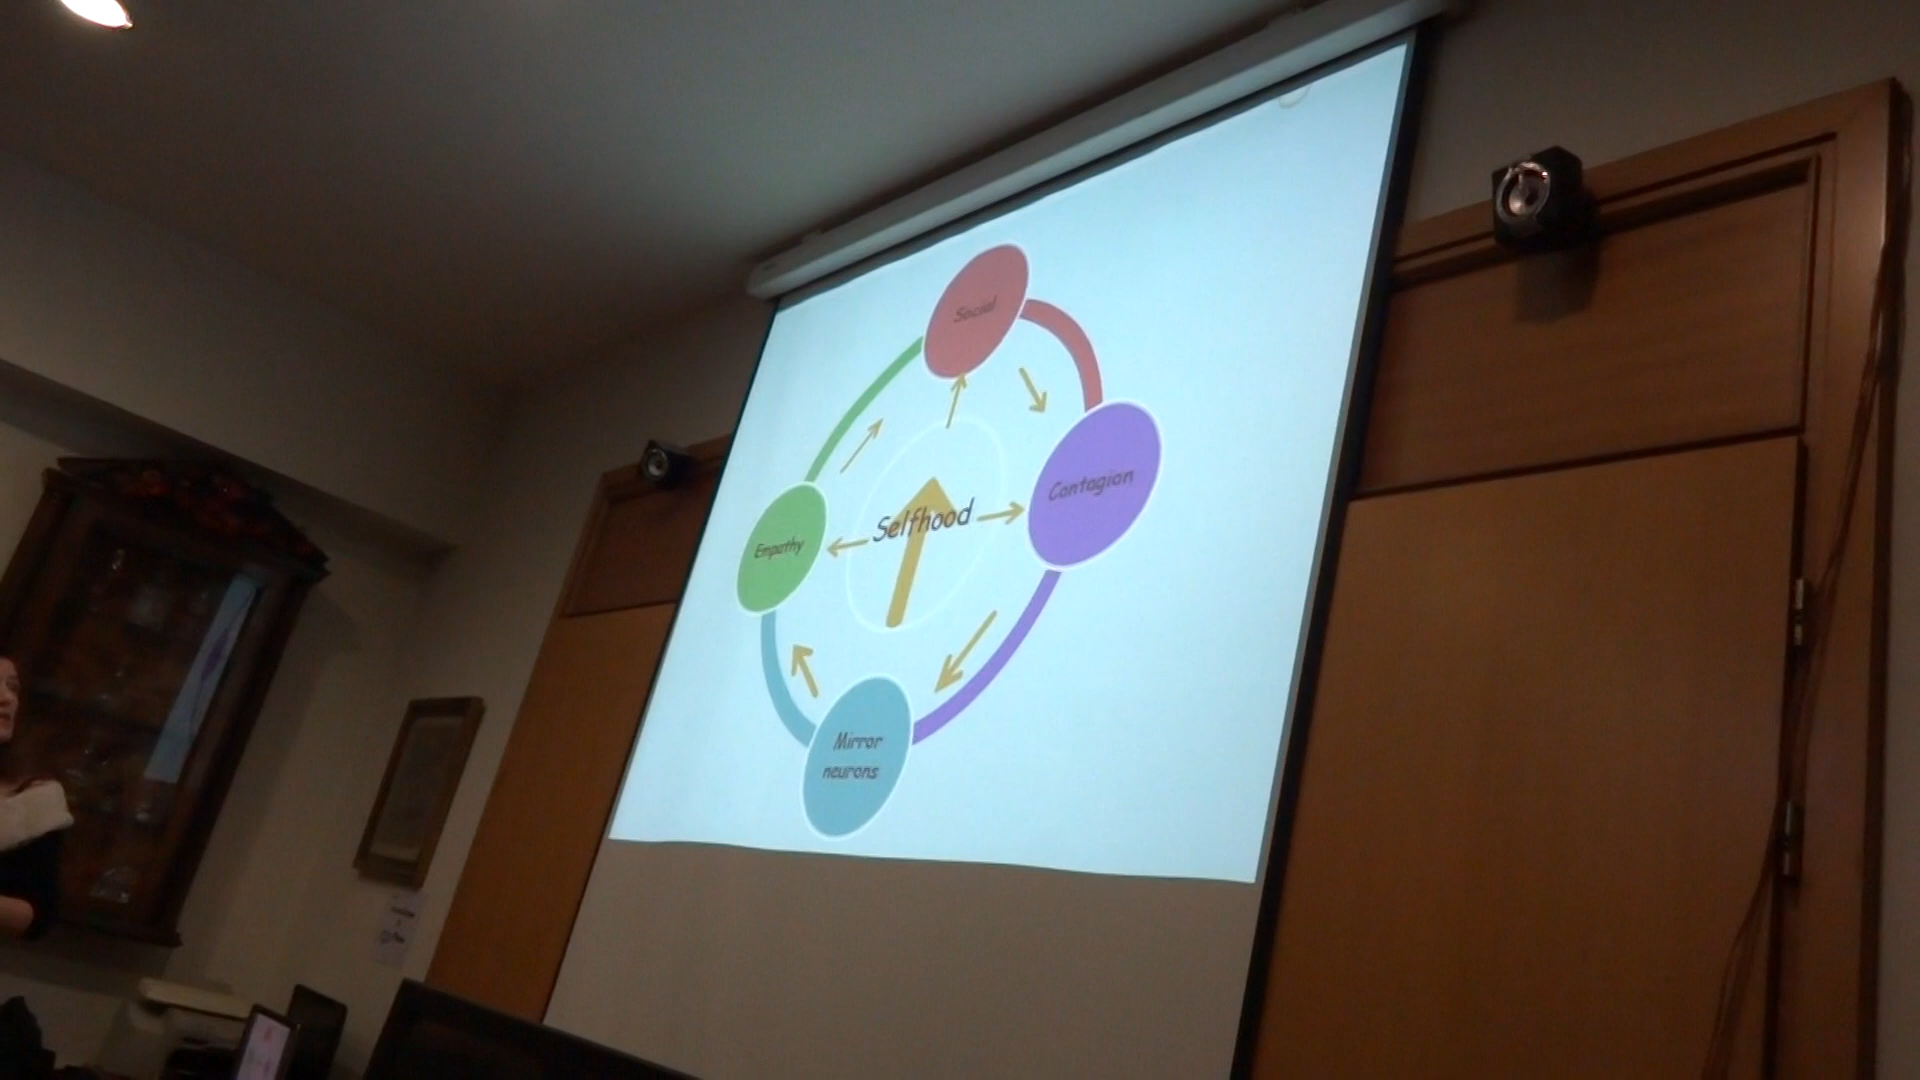 Social
Contagion
Selfhood
Empathy
Mirror
neurons